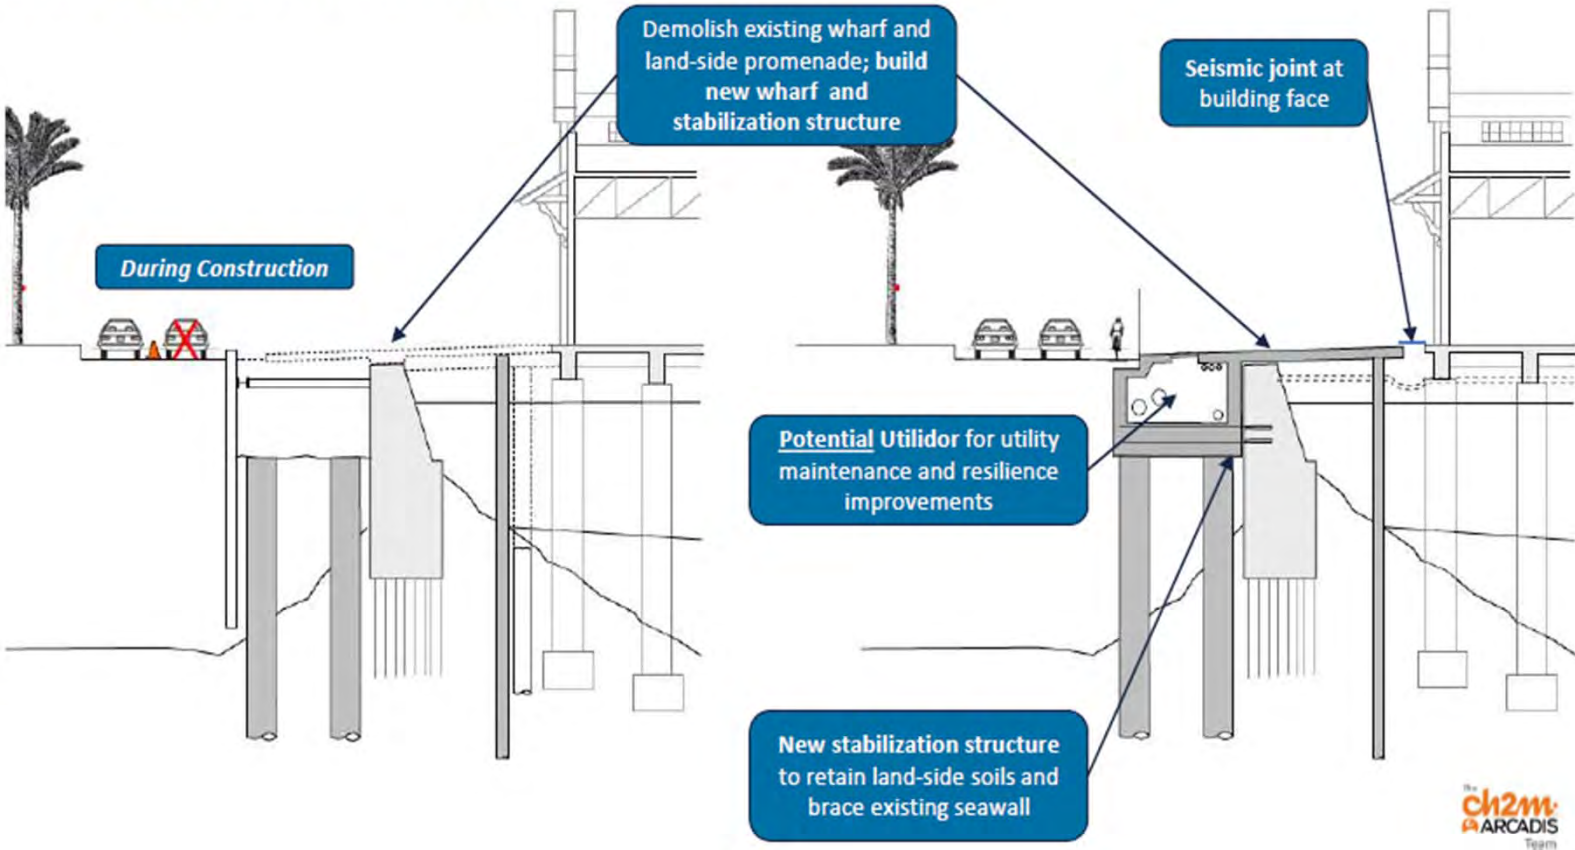 Demolish existing wharf and
land-side promenade; build
new wharf and
stabilization structure
Seismic joint at
building face
During Construction
Potential Utilidor for utility
maintenance and resilience
improvements
New stabilization structure
to retain land-side soils and
brace existing seawall
The
ch2m:
ARCADIS
Team